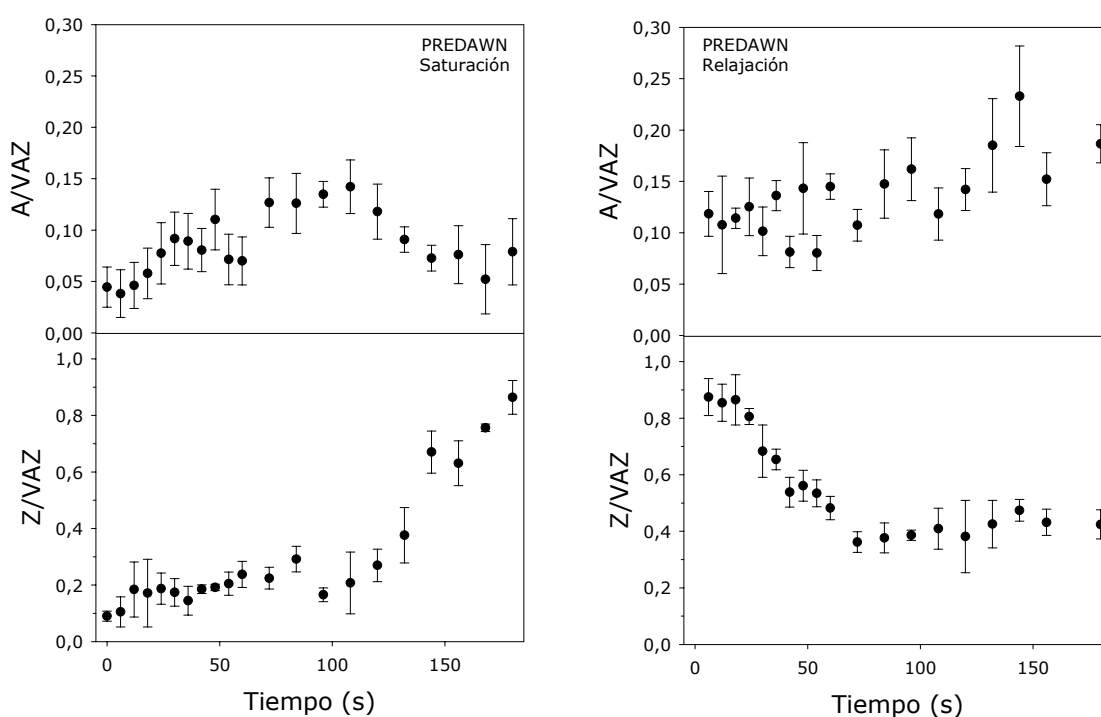 0,30
0,25
0,20
0,15
0,10
0,05
0,00
A/VAZ
PREDAWN
Saturación
1,0
0,8
0,6
0,4
0,2
0,0
Z/VAZ
0 50 100 150
Tiempo (s)
0,30
0,25
0,20
0,15
0,10
0,05
0,00
A/VAZ
PREDAWN
Relajación
1,0
0,8
0,6
0,4
0,2
0,0
Z/VAZ
0 50 100 150
Tiempo (s)